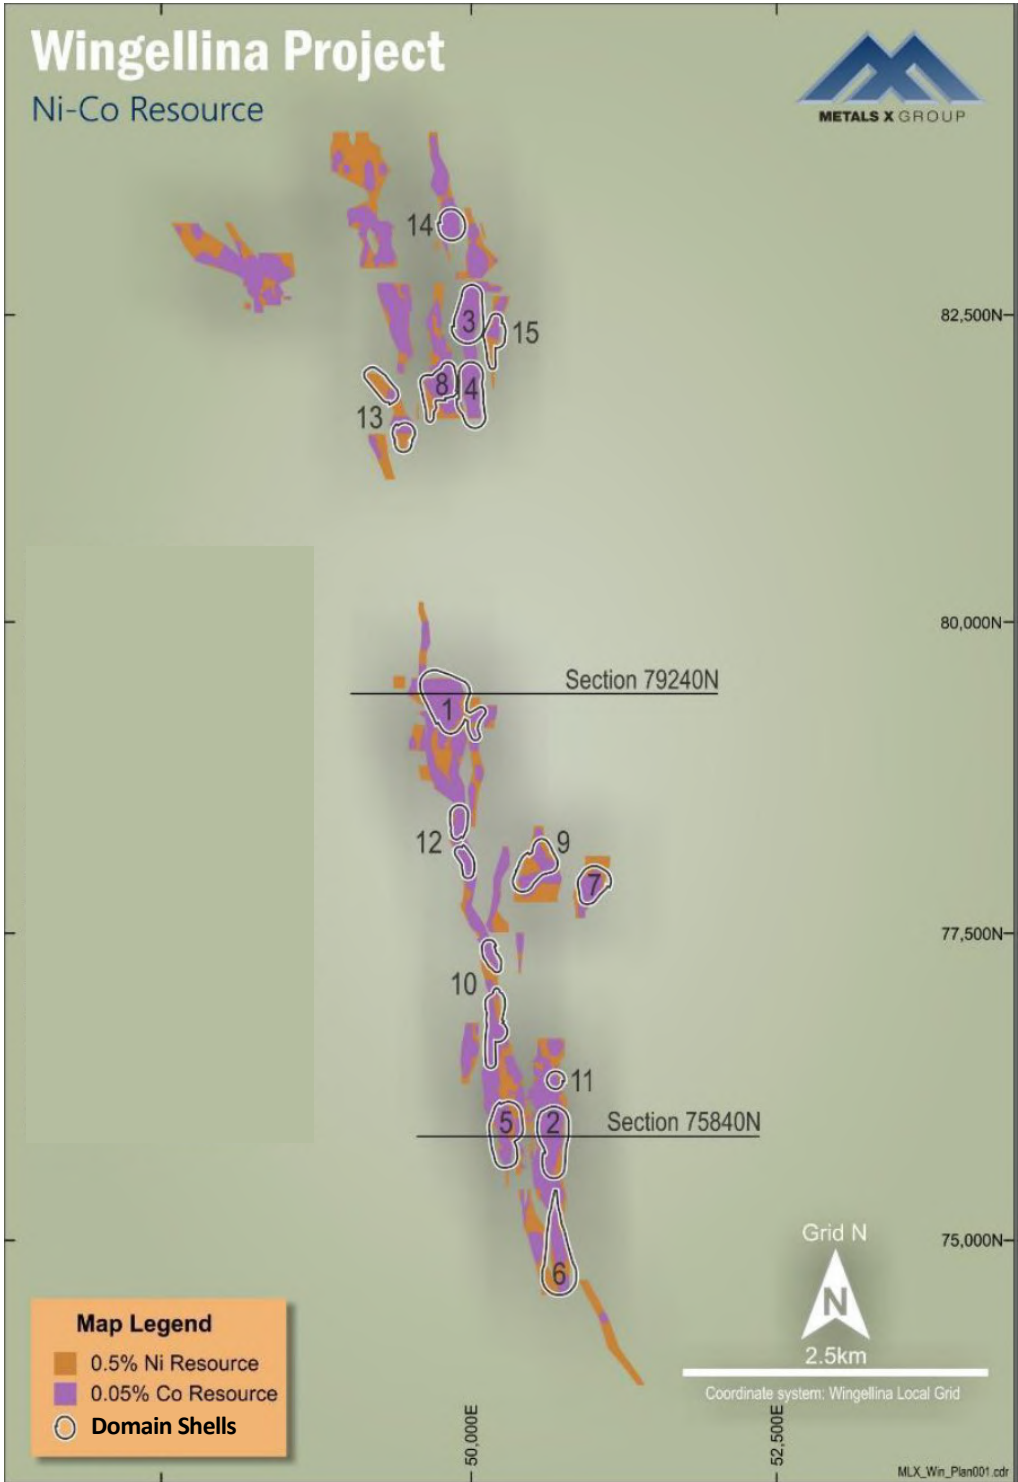 Wingellina Project
Ni-Co Resource
METALS X GROUP
14
82,500N
3
15
8
4
13
80,000N
Section 79240N
1
12
9
7
77,500N
10
11
5
2
Section 75840N
75,000N
Grid N
N
6
2.5km
Coordinate system: Wingellina Local Grid
Map Legend
0.5% Ni Resource
0.05% Co Resource
Domain Shells
50,000E
52,500E
MLX_Win_Plan001.cdr